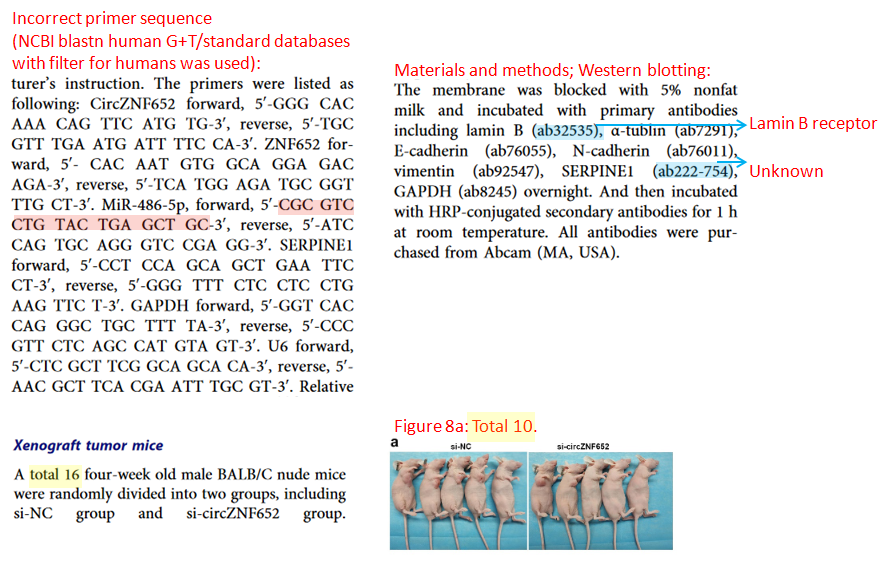 Incorrect primer sequence
(NCBI blastn human G+T/standard databases
with filter for humans was used):
turer's instruction. The primers were listed as
following: CircZNF652 forward, 5′-GGG CAC
AAA CAG TTC ATG TG-3′, reverse, 5′-TGC
GTT TGA ATG ATT TTC CA-3′. ZNF652 for-
ward, 5′- CAC AAT GTG GCA GGA GAC
AGA-3′, reverse, 5′-TCA TGG AGA TGC GGT
TTG CT-3′. MiR-486-5p, forward, 5′-CGC GTC
CTG TAC TGA GCT GC-3′, reverse, 5′-ATC
CAG TGC AGG GTC CGA GG-3′. SERPINE1
forward, 5′-CCT CCA GCA GCT GAA TTC
CT-3′, reverse, 5′-GGG TTT CTC CTC CTG
AAG TTC T-3′. GAPDH forward, 5′-GGT CAC
CAG GGC TGC TTT TA-3′, reverse, 5′-CCC
GTT CTC AGC CAT GTA GT-3′. U6 forward,
5′-CTC GCT TCG GCA GCA CA-3′, reverse, 5′-
AAC GCT TCA CGA ATT TGC GT-3′. Relative
Materials and methods; Western blotting:
The membrane was blocked with 5% nonfat
milk and incubated with primary antibodies
including lamin B (ab32535), α-tublin (ab7291),
Lamin B receptor
E-cadherin (ab76055), N-cadherin (ab76011),
vimentin (ab92547), SERPINE1 (ab222-754),
Unknown
GAPDH (ab8245) overnight. And then incubated
with HRP-conjugated secondary antibodies for 1 h
at room temperature. All antibodies were pur-
chased from Abcam (MA, USA).
Xenograft tumor mice
A total 16 four-week old male BALB/C nude mice
were randomly divided into two groups, including
si-NC group and si-circZNF652 group.
Figure 8a: Total 10.
a
si-NC
si-circZNF652